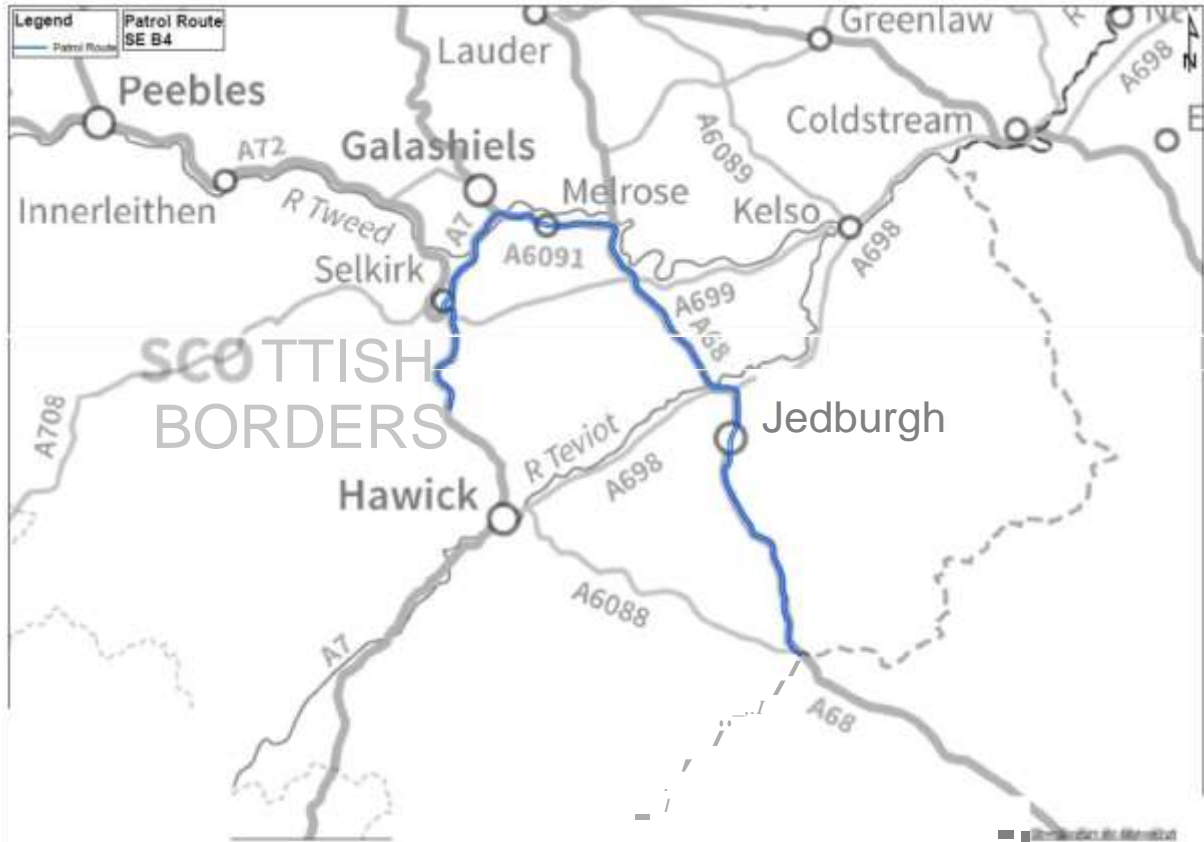 Legend
Patrol Route
Patrol Route
SE B4
Greenlaw
Lauder
A698
Peebles
Coldstream
A6089
Galashiels
A72
Melrose
Innerleithen
R Tweed
Kelso
A7
A6091
A698
Selkirk
A699
A68
SCOTTISH
BORDERS
A708
Jedburgh
R Teviot
A698
Hawick
A6088
A7
A68